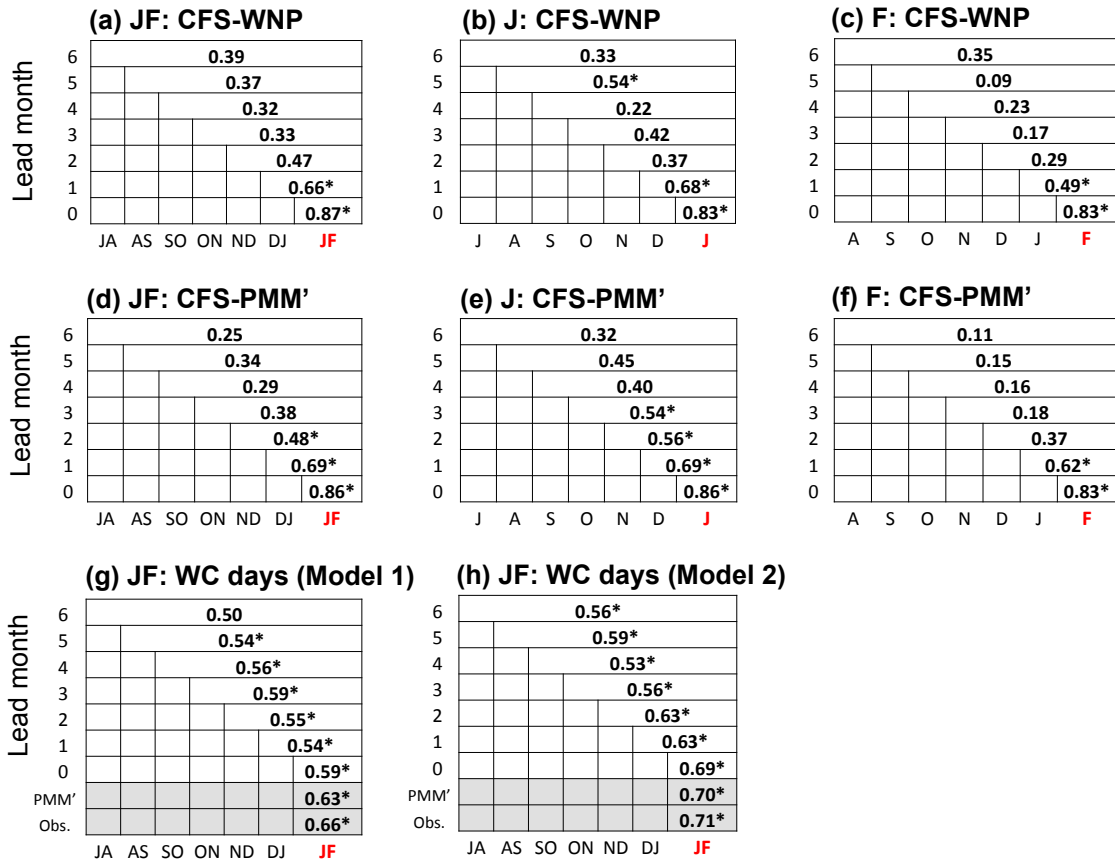 (a) JF: CFS-WNP (b) J: CFS-WNP (c) F: CFS-WNP
Lead month
6 0.39 6 0.33 6 0.35
5 0.37 5 0.54* 5 0.09
4 0.32 4 0.22 4 0.23
3 0.33 3 0.42 3 0.17
2 0.47 2 0.37 2 0.29
1 0.66* 1 0.68* 1 0.49*
0 0.87* 0 0.83* 0 0.83*
JA AS SO ON ND DJ JF J A S O N D J A S O N D J F
(d) JF: CFS-PMM’ (e) J: CFS-PMM’ (f) F: CFS-PMM’
Lead month
6 0.25 6 0.32 6 0.11
5 0.34 5 0.45 5 0.15
4 0.29 4 0.40 4 0.16
3 0.38 3 0.54* 3 0.18
2 0.48* 2 0.56* 2 0.37
1 0.69* 1 0.69* 1 0.62*
0 0.86* 0 0.86* 0 0.83*
JA AS SO ON ND DJ JF J A S O N D J A S O N D J F
(g) JF: WC days (Model 1) (h) JF: WC days (Model 2)
Lead month
6 0.50 6 0.56*
5 0.54* 5 0.59*
4 0.56* 4 0.53*
3 0.59* 3 0.56*
2 0.55* 2 0.63*
1 0.54* 1 0.63*
0 0.59* 0 0.69*
PMM’ 0.63* PMM’ 0.70*
Obs. 0.66* Obs. 0.71*
JA AS SO ON ND DJ JF JA AS SO ON ND DJ JF